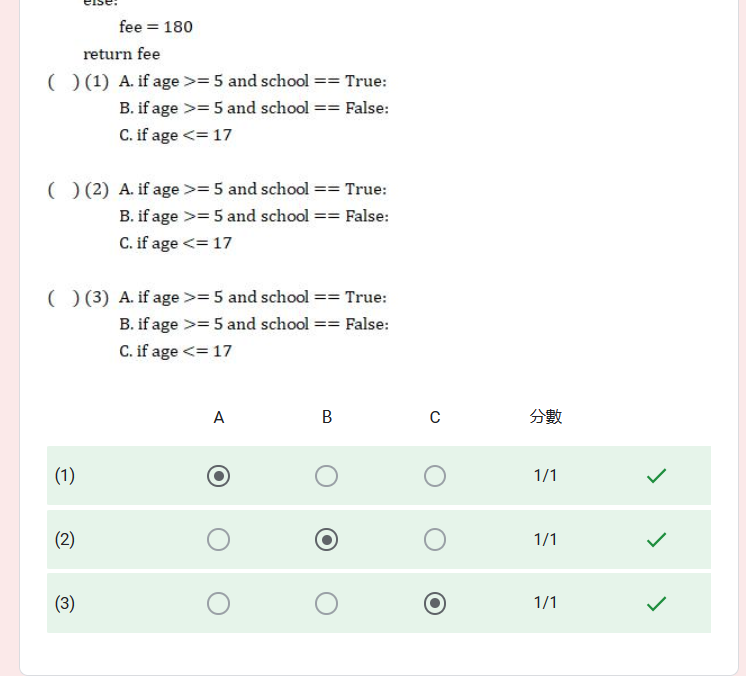 else:
fee = 180
return fee
(   ) (1) A. if age >= 5 and school == True:
B. if age >= 5 and school == False:
C. if age <= 17
(   ) (2) A. if age >= 5 and school == True:
B. if age >= 5 and school == False:
C. if age <= 17
(   ) (3) A. if age >= 5 and school == True:
B. if age >= 5 and school == False:
C. if age <= 17
A B C 分數
(1) 1/1
(2) 1/1
(3) 1/1